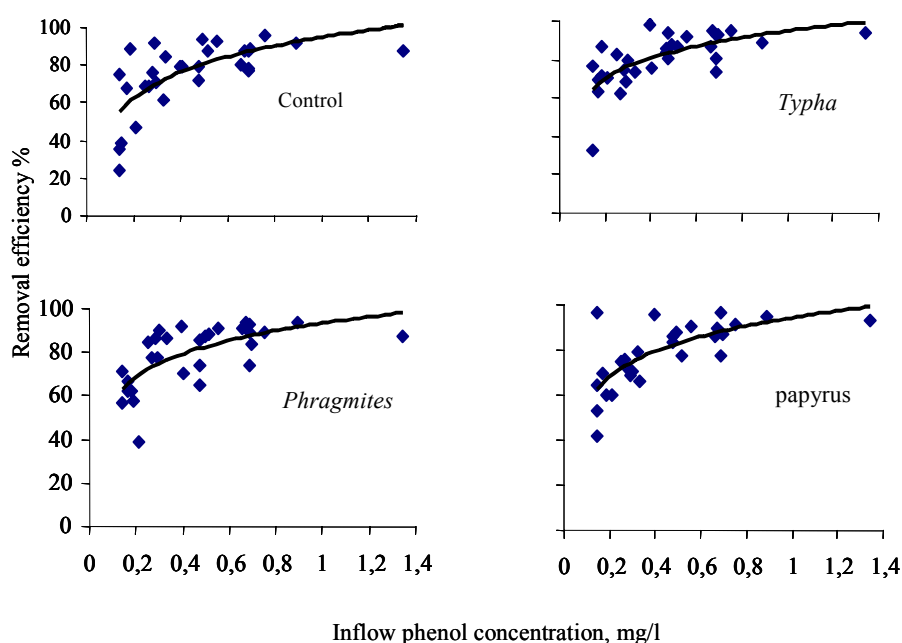 100
80
60
40
20
0
Control
Typha
Removal efficiency %
100
80
60
40
20
0
Phragmites
papyrus
0 0,2 0,4 0,6 0,8 1 1,2 1,4
0 0,2 0,4 0,6 0,8 1 1,2 1,4
Inflow phenol concentration, mg/l